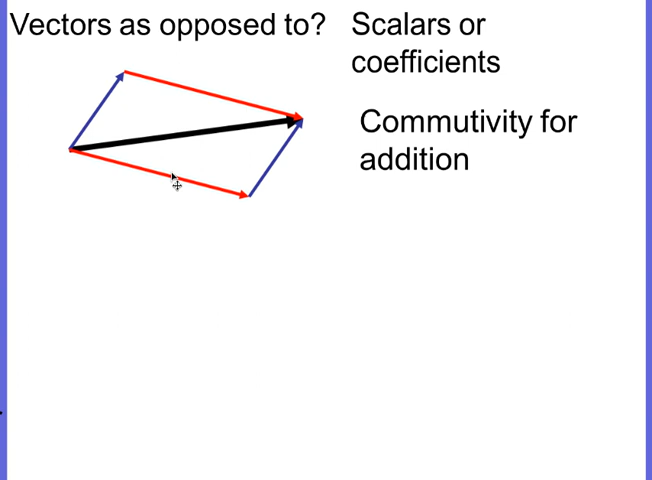 Vectors as opposed to? Scalars or
coefficients
Commutivity for
addition